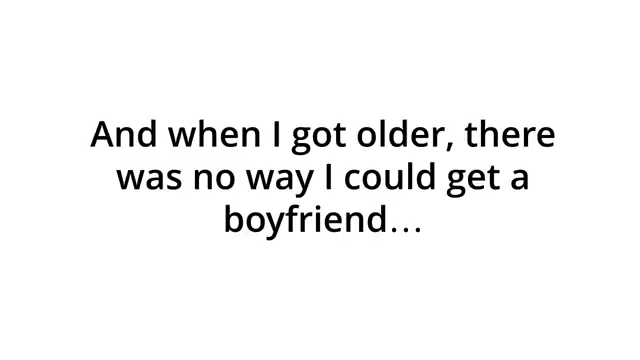 And when I got older, there
was no way I could get a
boyfriend…